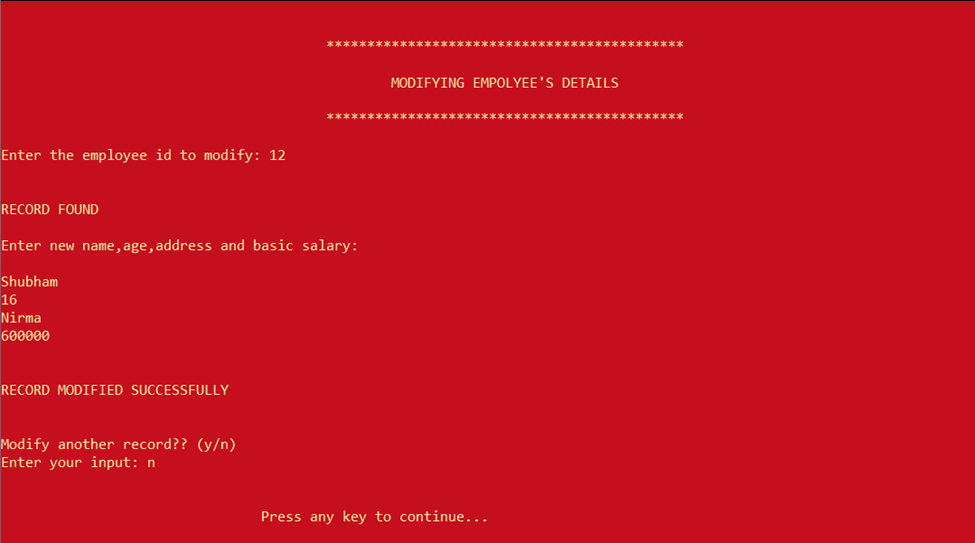 ********************************************
MODIFYING EMPOLYEE'S DETAILS
********************************************
Enter the employee id to modify: 12
RECORD FOUND
Enter new name,age,address and basic salary:
Shubham
16
Nirma
600000
RECORD MODIFIED SUCCESSFULLY
Modify another record?? (y/n)
Enter your input: n
Press any key to continue...